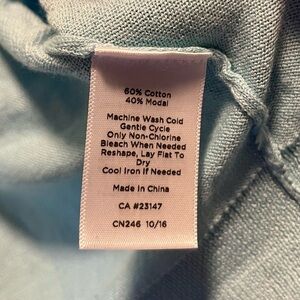 60% Cotton
40% Modal
Machine Wash Cold
Gentle Cycle
Only Non-Chlorine
Bleach When Needed
Reshape, Lay Flat To
Dry
Cool Iron If Needed
Made In China
CA #23147
CN246 10/16